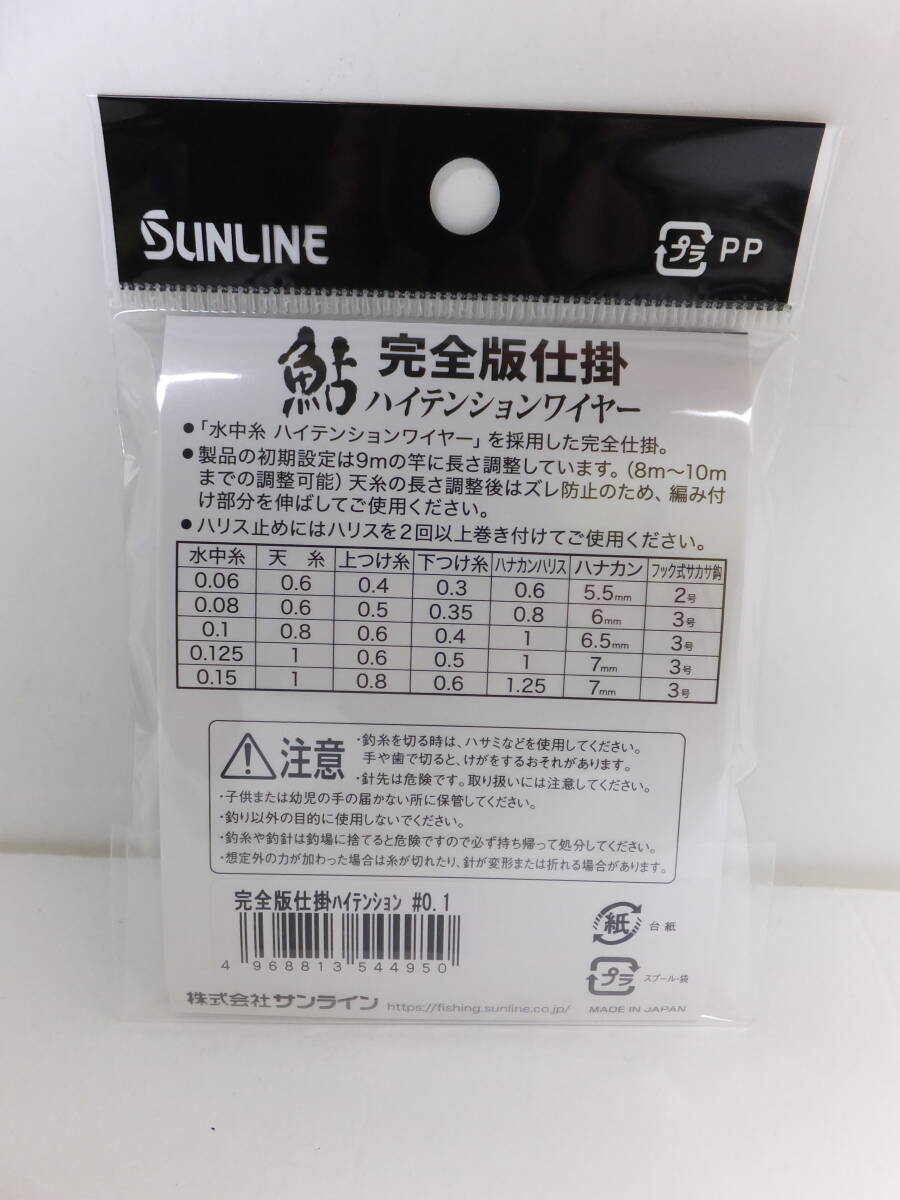 SUNLINE
プラ PP
鮎 完全版仕掛
ハイテンションワイヤー
●「水中糸 ハイテンションワイヤー」を採用した完全仕掛。
●製品の初期設定は9mの竿に長さ調整しています。(8m～10m
までの調整可能) 天糸の長さ調整後はズレ防止のため、編み付
け部分を伸ばしてご使用ください。
●ハリス止めにはハリスを2回以上巻き付けてご使用ください。
水中糸 天糸 上つけ糸 下つけ糸 ハナカンハリス ハナカン フック式サカサ鈎
0.06 0.6 0.4 0.3 0.6 5.5mm 2号
0.08 0.6 0.5 0.35 0.8 6mm 3号
0.1 0.8 0.6 0.4 1 6.5mm 3号
0.125 1 0.6 0.5 1 7mm 3号
0.15 1 0.8 0.6 1.25 7mm 3号
注意
・釣糸を切る時は、ハサミなどを使用してください。
手や歯で切ると、けがをするおそれがあります。
・針先は危険です。取り扱いには注意してください。
・子供または幼児の手の届かない所に保管してください。
・釣り以外の目的に使用しないでください。
・釣糸や釣針は釣場に捨てると危険ですので必ず持ち帰って処分してください。
・想定外の力が加わった場合は糸が切れたり、針が変形または折れる場合があります。
完全版仕掛ハイテンション #0.1
4 968813 544950
紙 台紙
プラ スプール・袋
株式会社サンライン https://fishing.sunline.co.jp/ MADE IN JAPAN